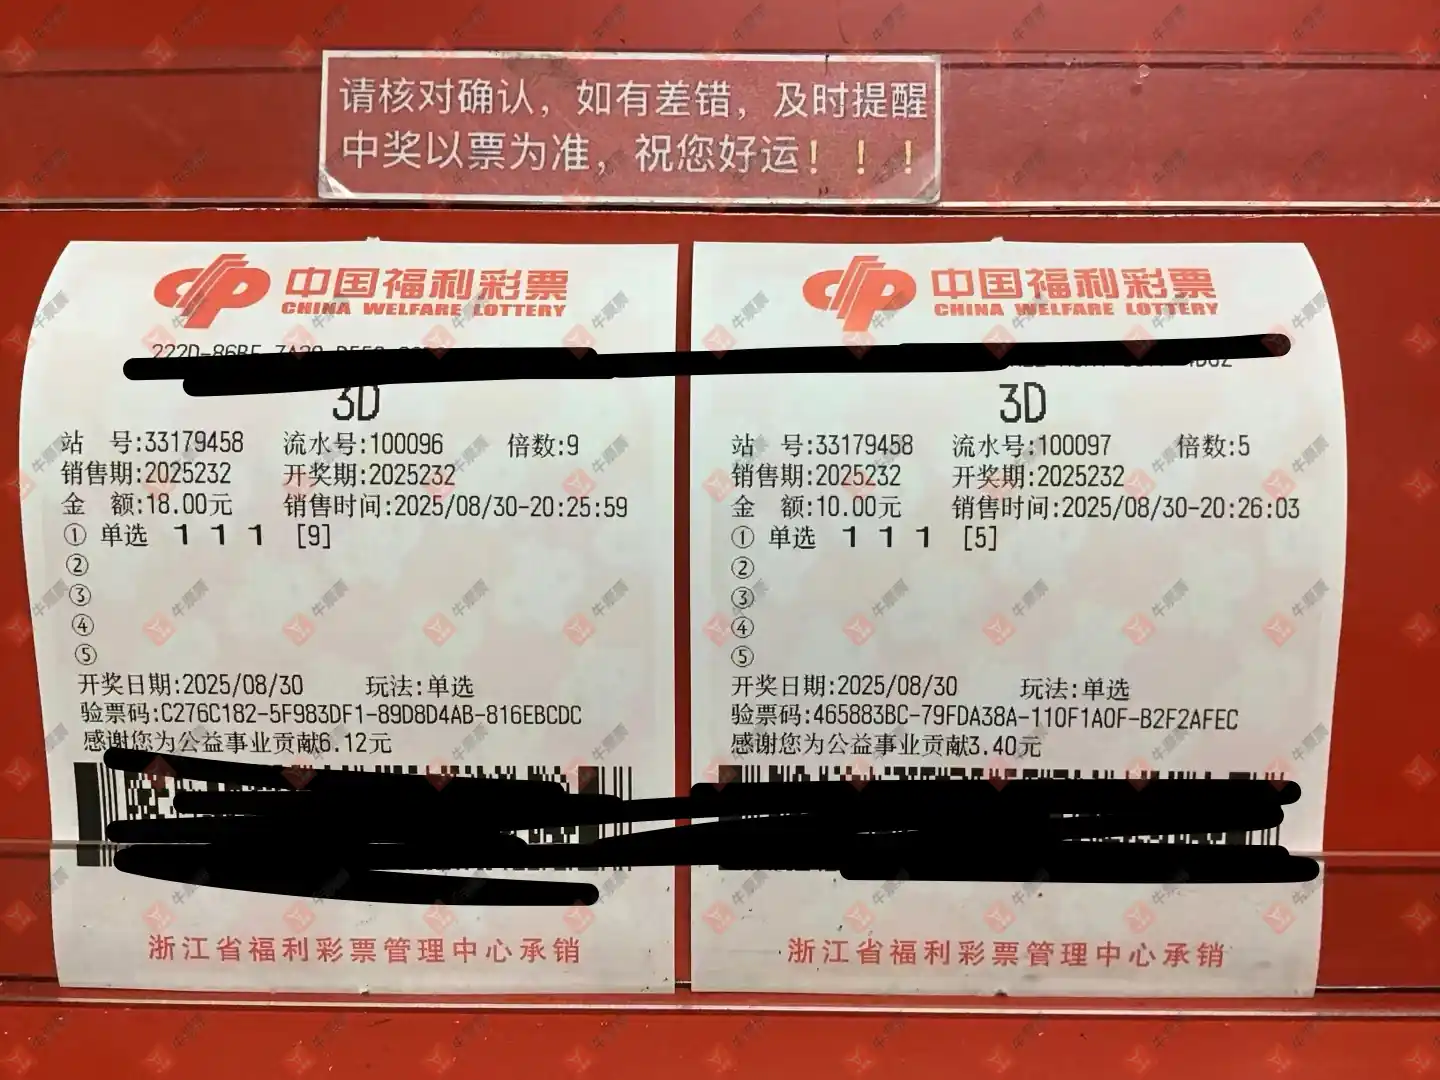 请核对确认，如有差错，及时提醒
中奖以票为准，祝您好运！！！
中国福利彩票
CHINA WELFARE LOTTERY
3D
站 号:33179458 流水号:100096 倍数:9
销售期:2025232 开奖期:2025232
金 额:18.00元 销售时间:2025/08/30-20:25:59
① 单选 1 1 1 [9]
②
③
④
⑤
开奖日期:2025/08/30 玩法:单选
验票码:C276C182-5F983DF1-89D8D4AB-816EBCDC
感谢您为公益事业贡献6.12元
浙江省福利彩票管理中心承销
中国福利彩票
CHINA WELFARE LOTTERY
3D
站 号:33179458 流水号:100097 倍数:5
销售期:2025232 开奖期:2025232
金 额:10.00元 销售时间:2025/08/30-20:26:03
① 单选 1 1 1 [5]
②
③
④
⑤
开奖日期:2025/08/30 玩法:单选
验票码:465883BC-79FDA38A-110F1A0F-B2F2AFEC
感谢您为公益事业贡献3.40元
浙江省福利彩票管理中心承销